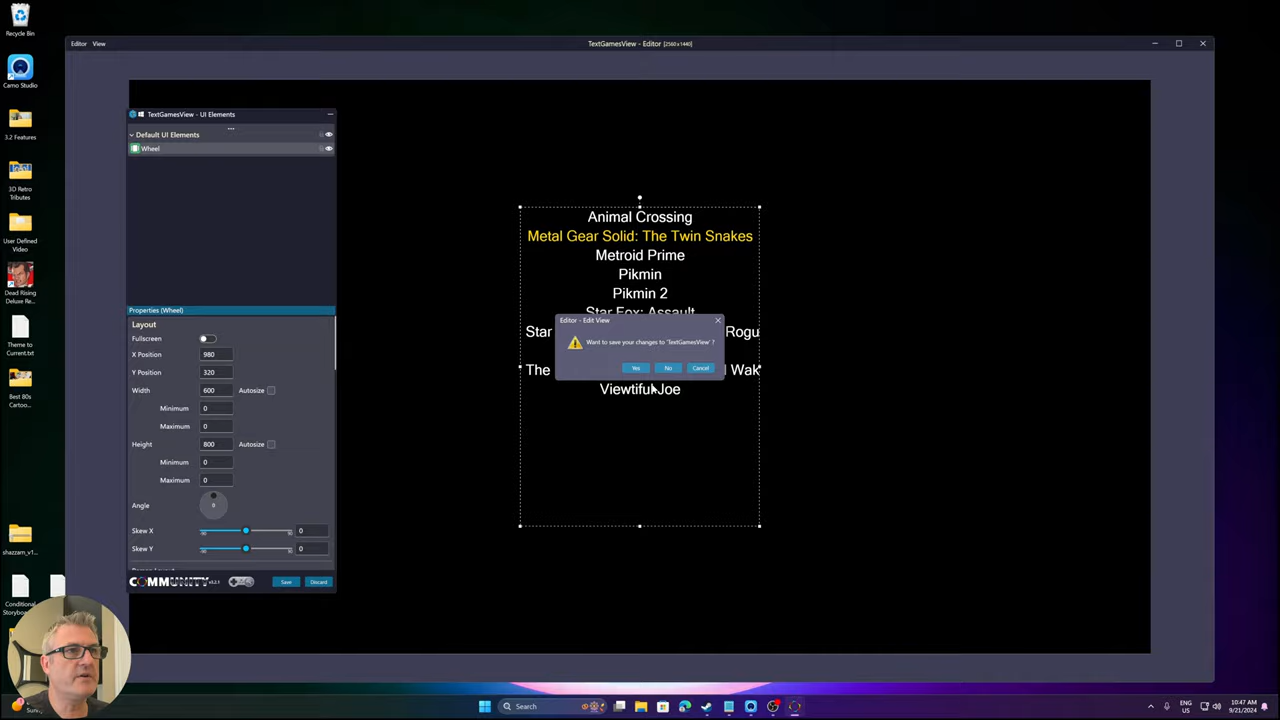 Recycle Bin
Camo Studio
3.2 Features
3D Retro
Tributes
User Defined
Video
Dead Rising
Deluxe Re...
Theme to
Current.txt
Best 80s
Cartoo...
shazzam_v1...
Conditional
Storyboard
Editor View
TextGamesView - Editor [2560x1440]
TextGamesView - UI Elements
Default UI Elements
Wheel
Properties (Wheel)
Layout
Fullscreen
X Position 980
Y Position 320
Width 600 Autosize
Minimum 0
Maximum 0
Height 800 Autosize
Minimum 0
Maximum 0
Angle 0
Skew X 0
Skew Y 0
COMMUNITY v3.2.1
Save Discard
Animal Crossing
Metal Gear Solid: The Twin Snakes
Metroid Prime
Pikmin
Pikmin 2
Star Fox: Assault
Star Rogu
The Wak
Viewtiful Joe
Editor - Edit View
Want to save your changes to 'TextGamesView' ?
Yes No Cancel
Search
ENG
US
10:47 AM
9/21/2024